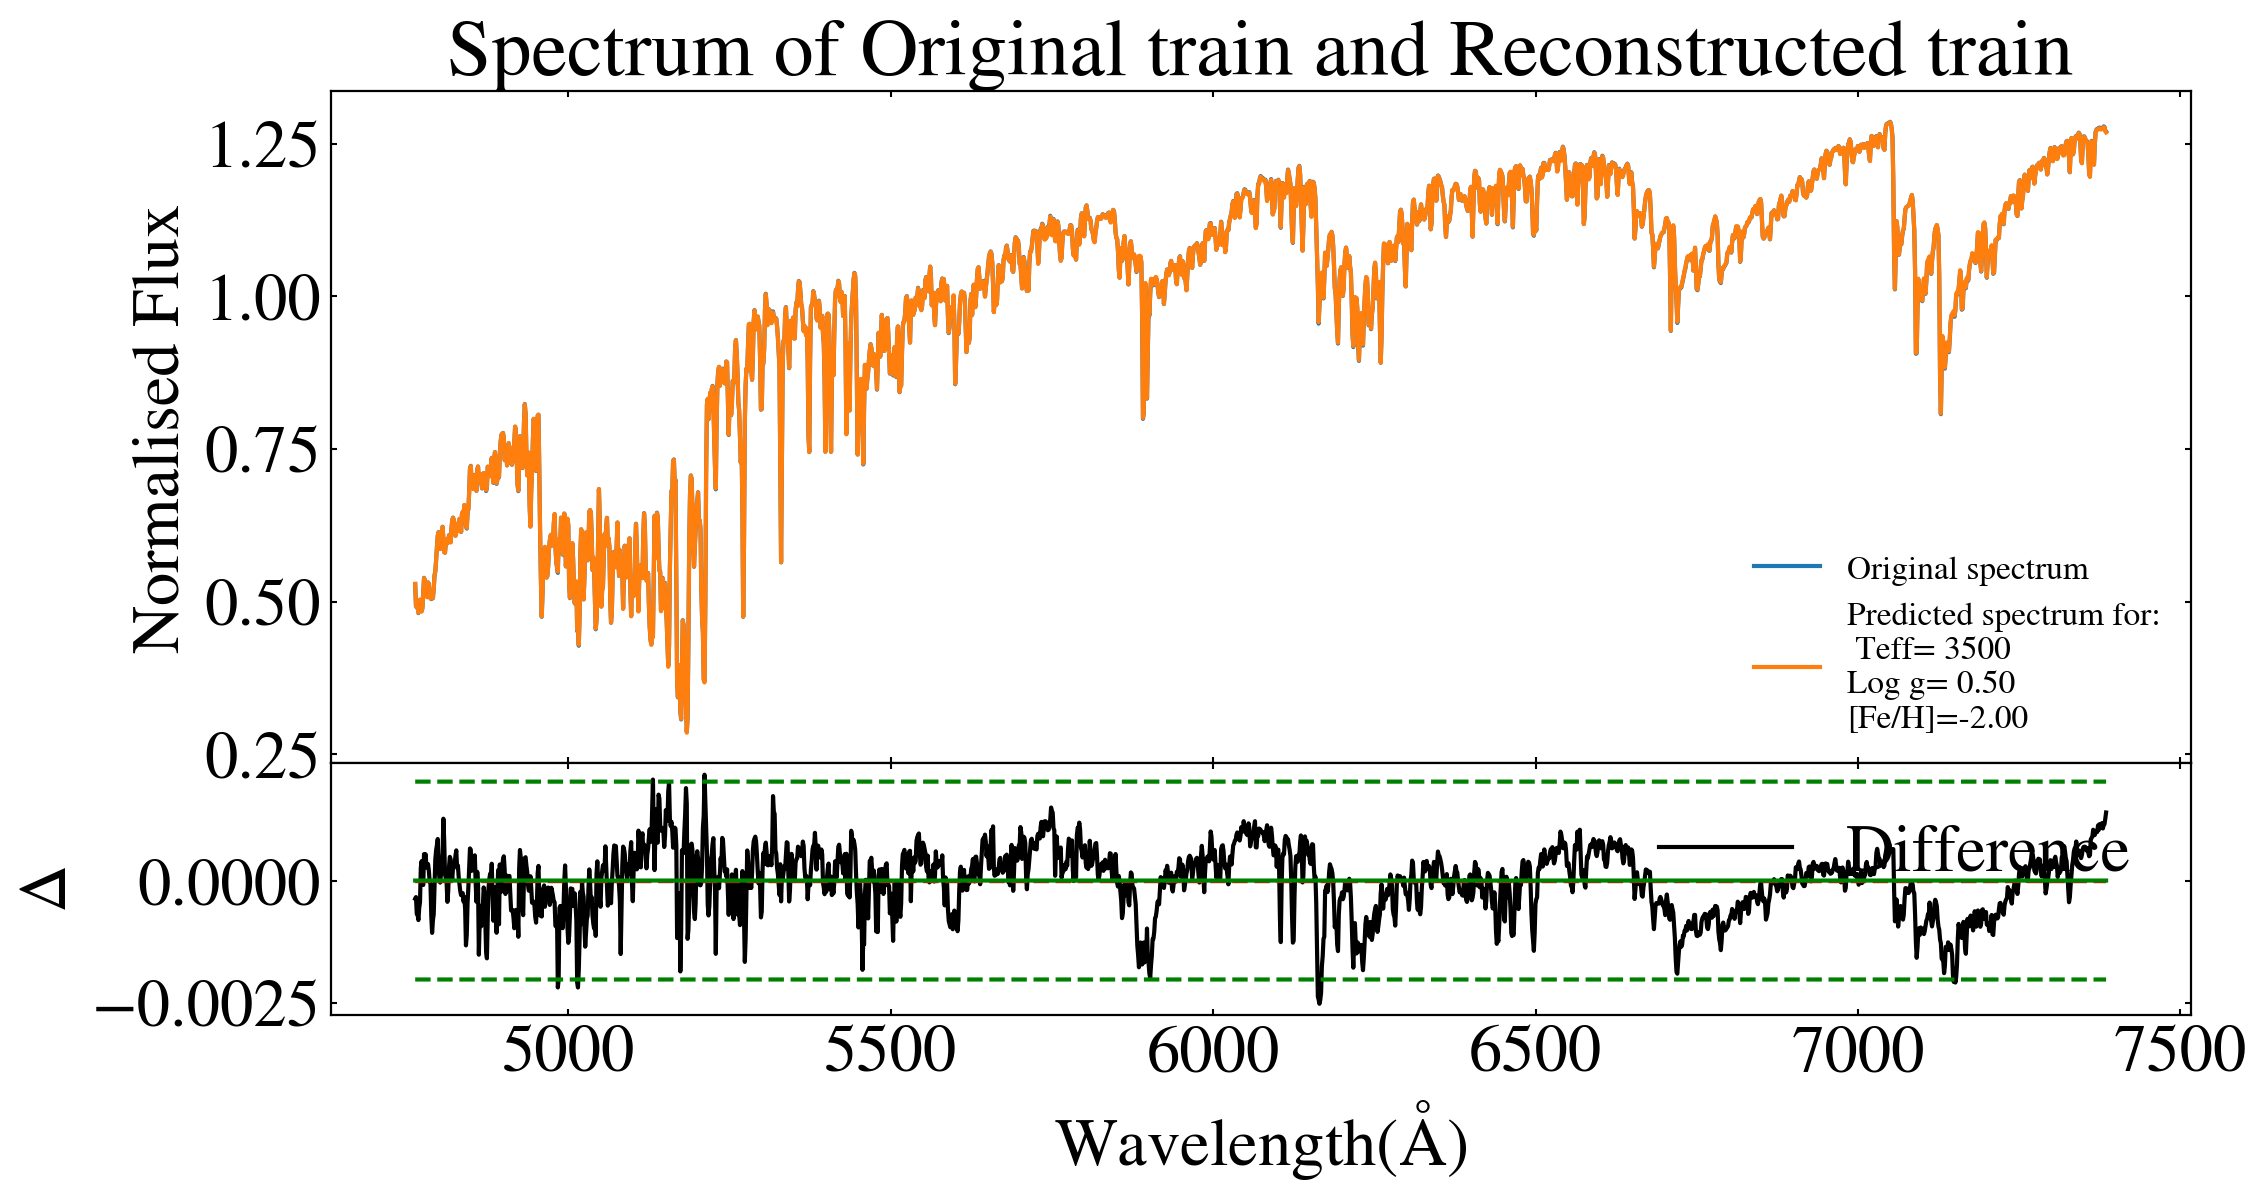 Spectrum of Original train and Reconstructed train
Normalised Flux
1.25
1.00
0.75
0.50
0.25
Original spectrum
Predicted spectrum for:
Teff= 3500
Log g= 0.50
[Fe/H]=-2.00
Δ
0.0000
−0.0025
Difference
5000 5500 6000 6500 7000 7500
Wavelength(Å)